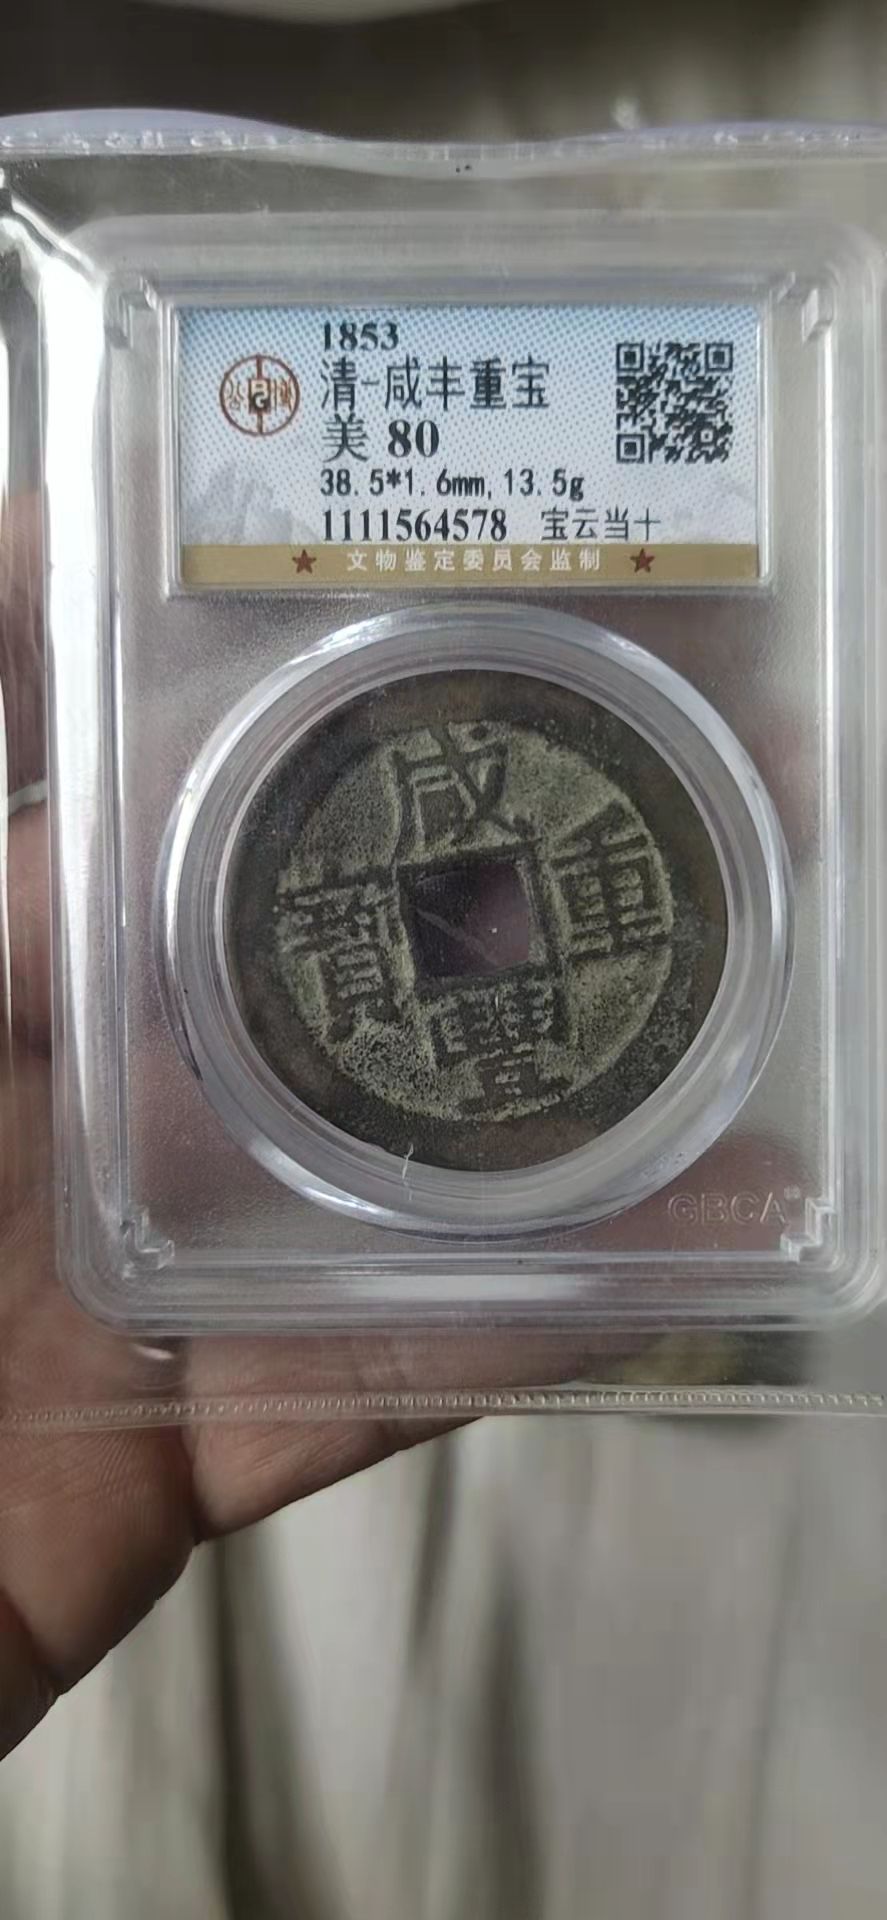 1853
清-咸丰重宝
美 80
38.5*1.6mm,13.5g
1111564578 宝云当十
★ 文物鉴定委员会监制 ★
咸
寶 重
豐
GBCA